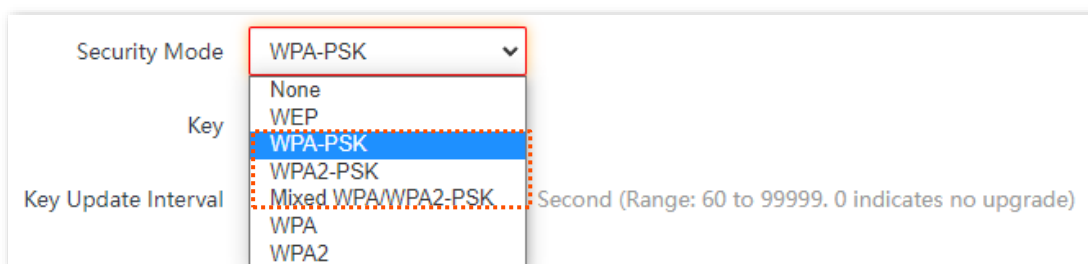 Security Mode WPA-PSK
None
WEP
Key
WPA-PSK
WPA2-PSK
Key Update Interval Mixed WPA/WPA2-PSK Second (Range: 60 to 99999. 0 indicates no upgrade)
WPA
WPA2